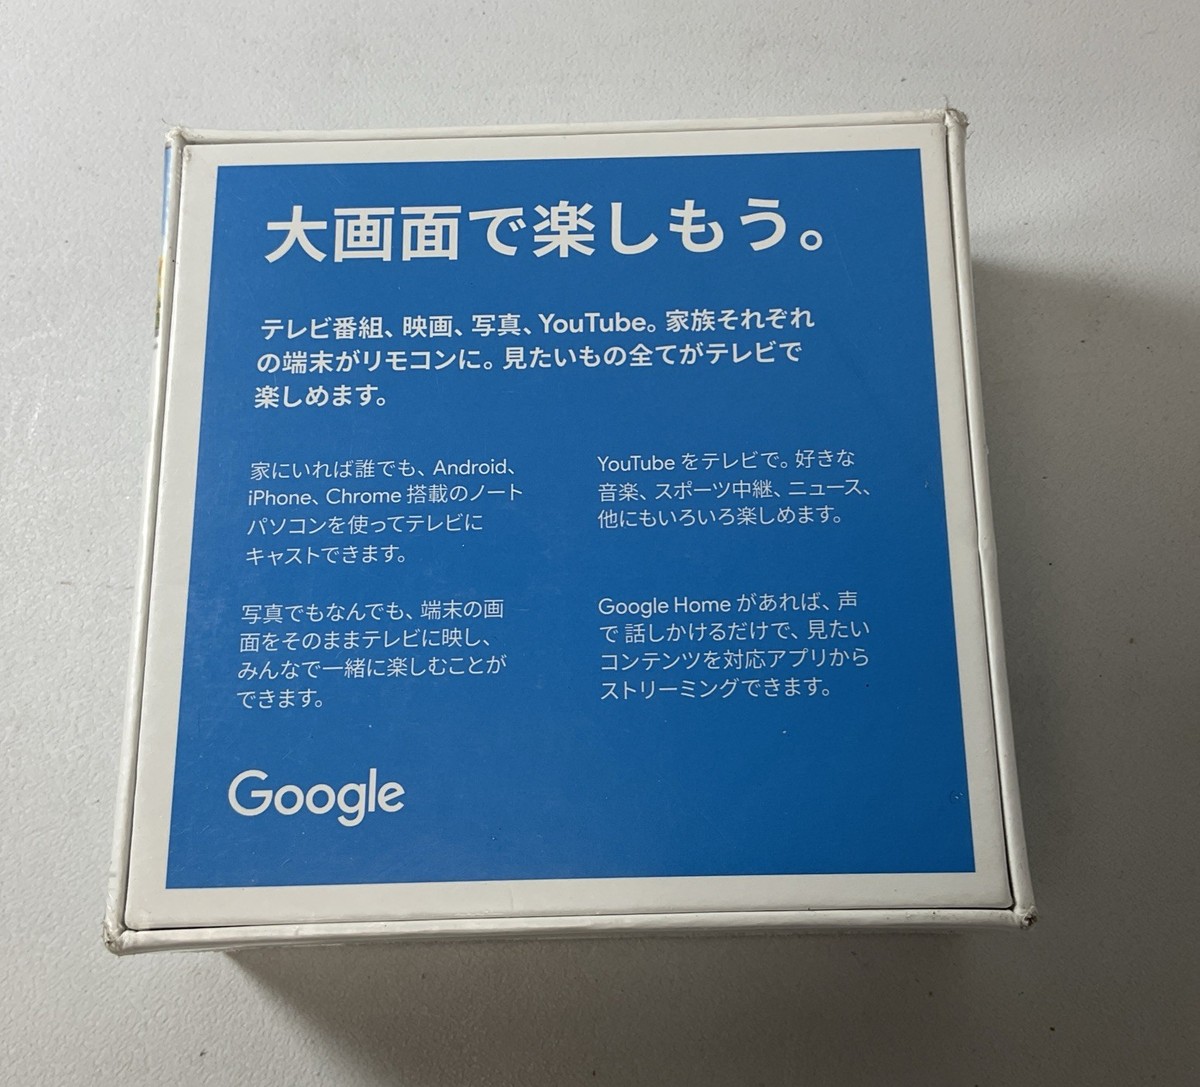 大画面で楽しもう。
テレビ番組、映画、写真、YouTube。家族それぞれ
の端末がリモコンに。見たいもの全てがテレビで
楽しめます。
家にいれば誰でも、Android、
iPhone、Chrome 搭載のノート
パソコンを使ってテレビに
キャストできます。
写真でもなんでも、端末の画
面をそのままテレビに映し、
みんなで一緒に楽しむことが
できます。
YouTube をテレビで。好きな
音楽、スポーツ中継、ニュース、
他にもいろいろ楽しめます。
Google Home があれば、声
で 話しかけるだけで、見たい
コンテンツを対応アプリから
ストリーミングできます。
Google